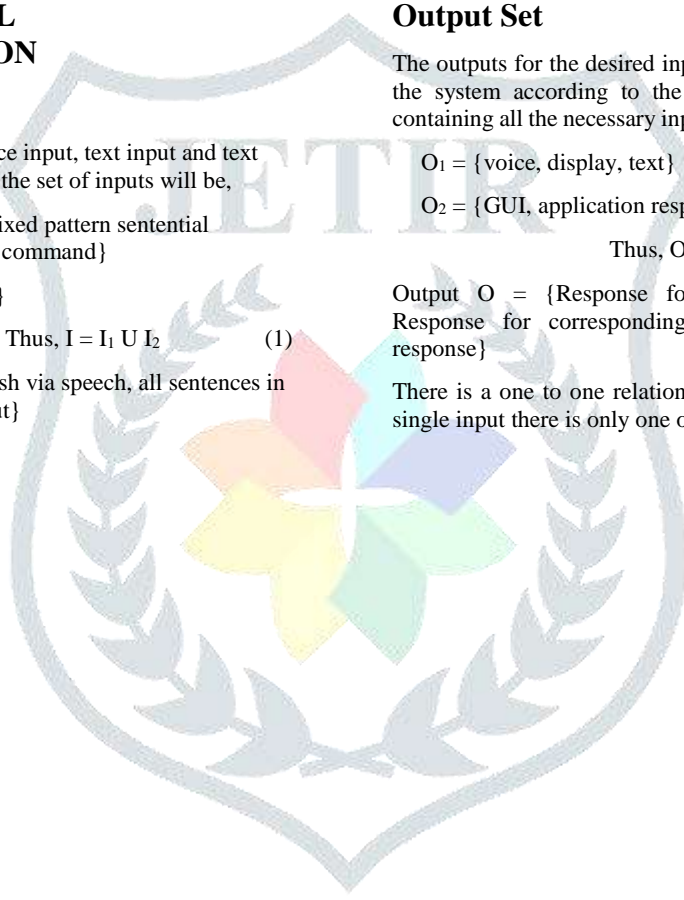 L
ON
ce input, text input and text
the set of inputs will be,
ixed pattern sentential
command}
}
Thus, I = I₁ U I₂ (1)
sh via speech, all sentences in
ut}
Output Set
The outputs for the desired inp
the system according to the
containing all the necessary inp
O₁ = {voice, display, text}
O₂ = {GUI, application resp
Thus, O
Output O = {Response fo
Response for corresponding
response}
There is a one to one relation
single input there is only one o
JETIR